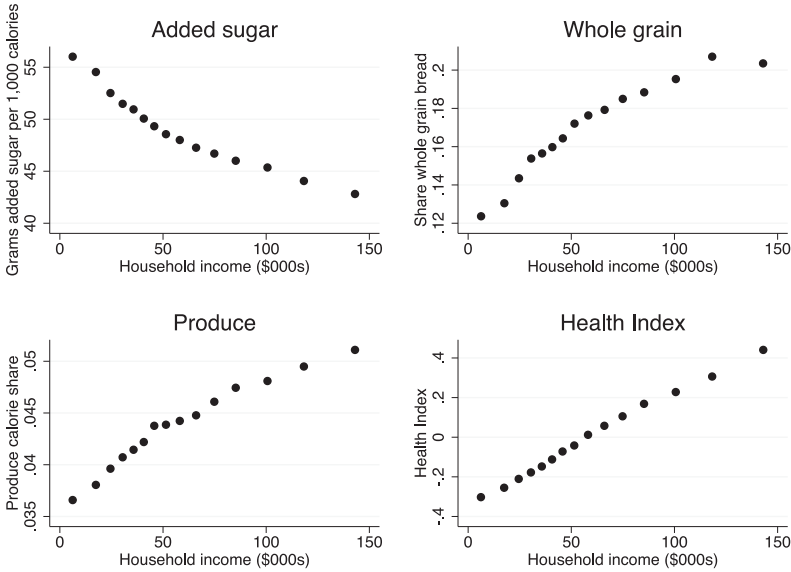 Added sugar
Grams added sugar per 1,000 calories
55
50
45
40
0 50 100 150
Household income ($000s)
Whole grain
Share whole grain bread
.2
.18
.16
.14
.12
0 50 100 150
Household income ($000s)
Produce
Produce calorie share
.05
.045
.04
.035
0 50 100 150
Household income ($000s)
Health Index
Health Index
.4
.2
0
-.2
-.4
0 50 100 150
Household income ($000s)